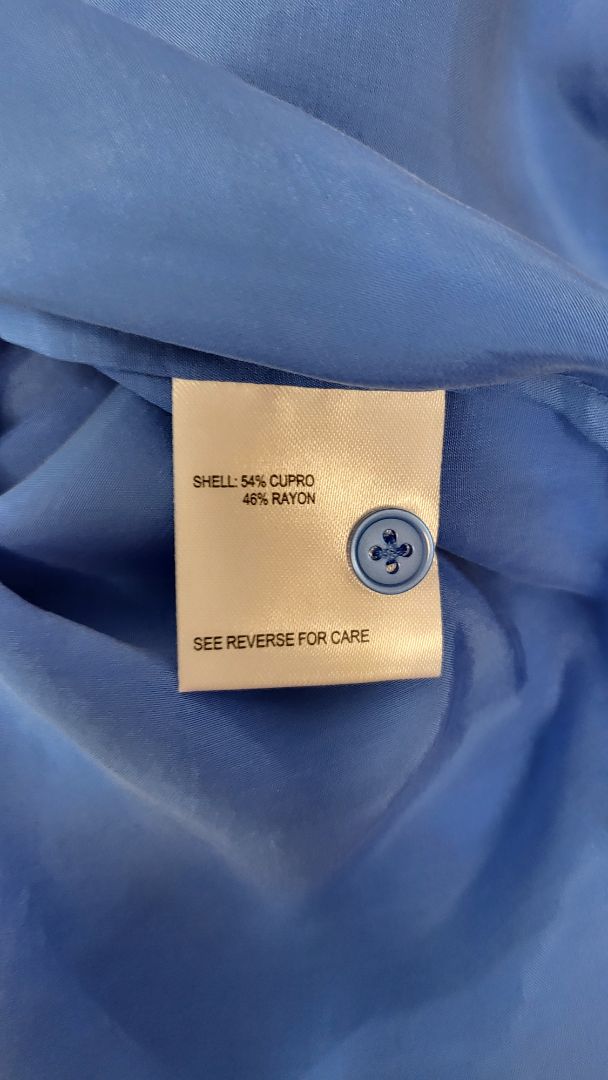 SHELL: 54% CUPRO
46% RAYON
SEE REVERSE FOR CARE